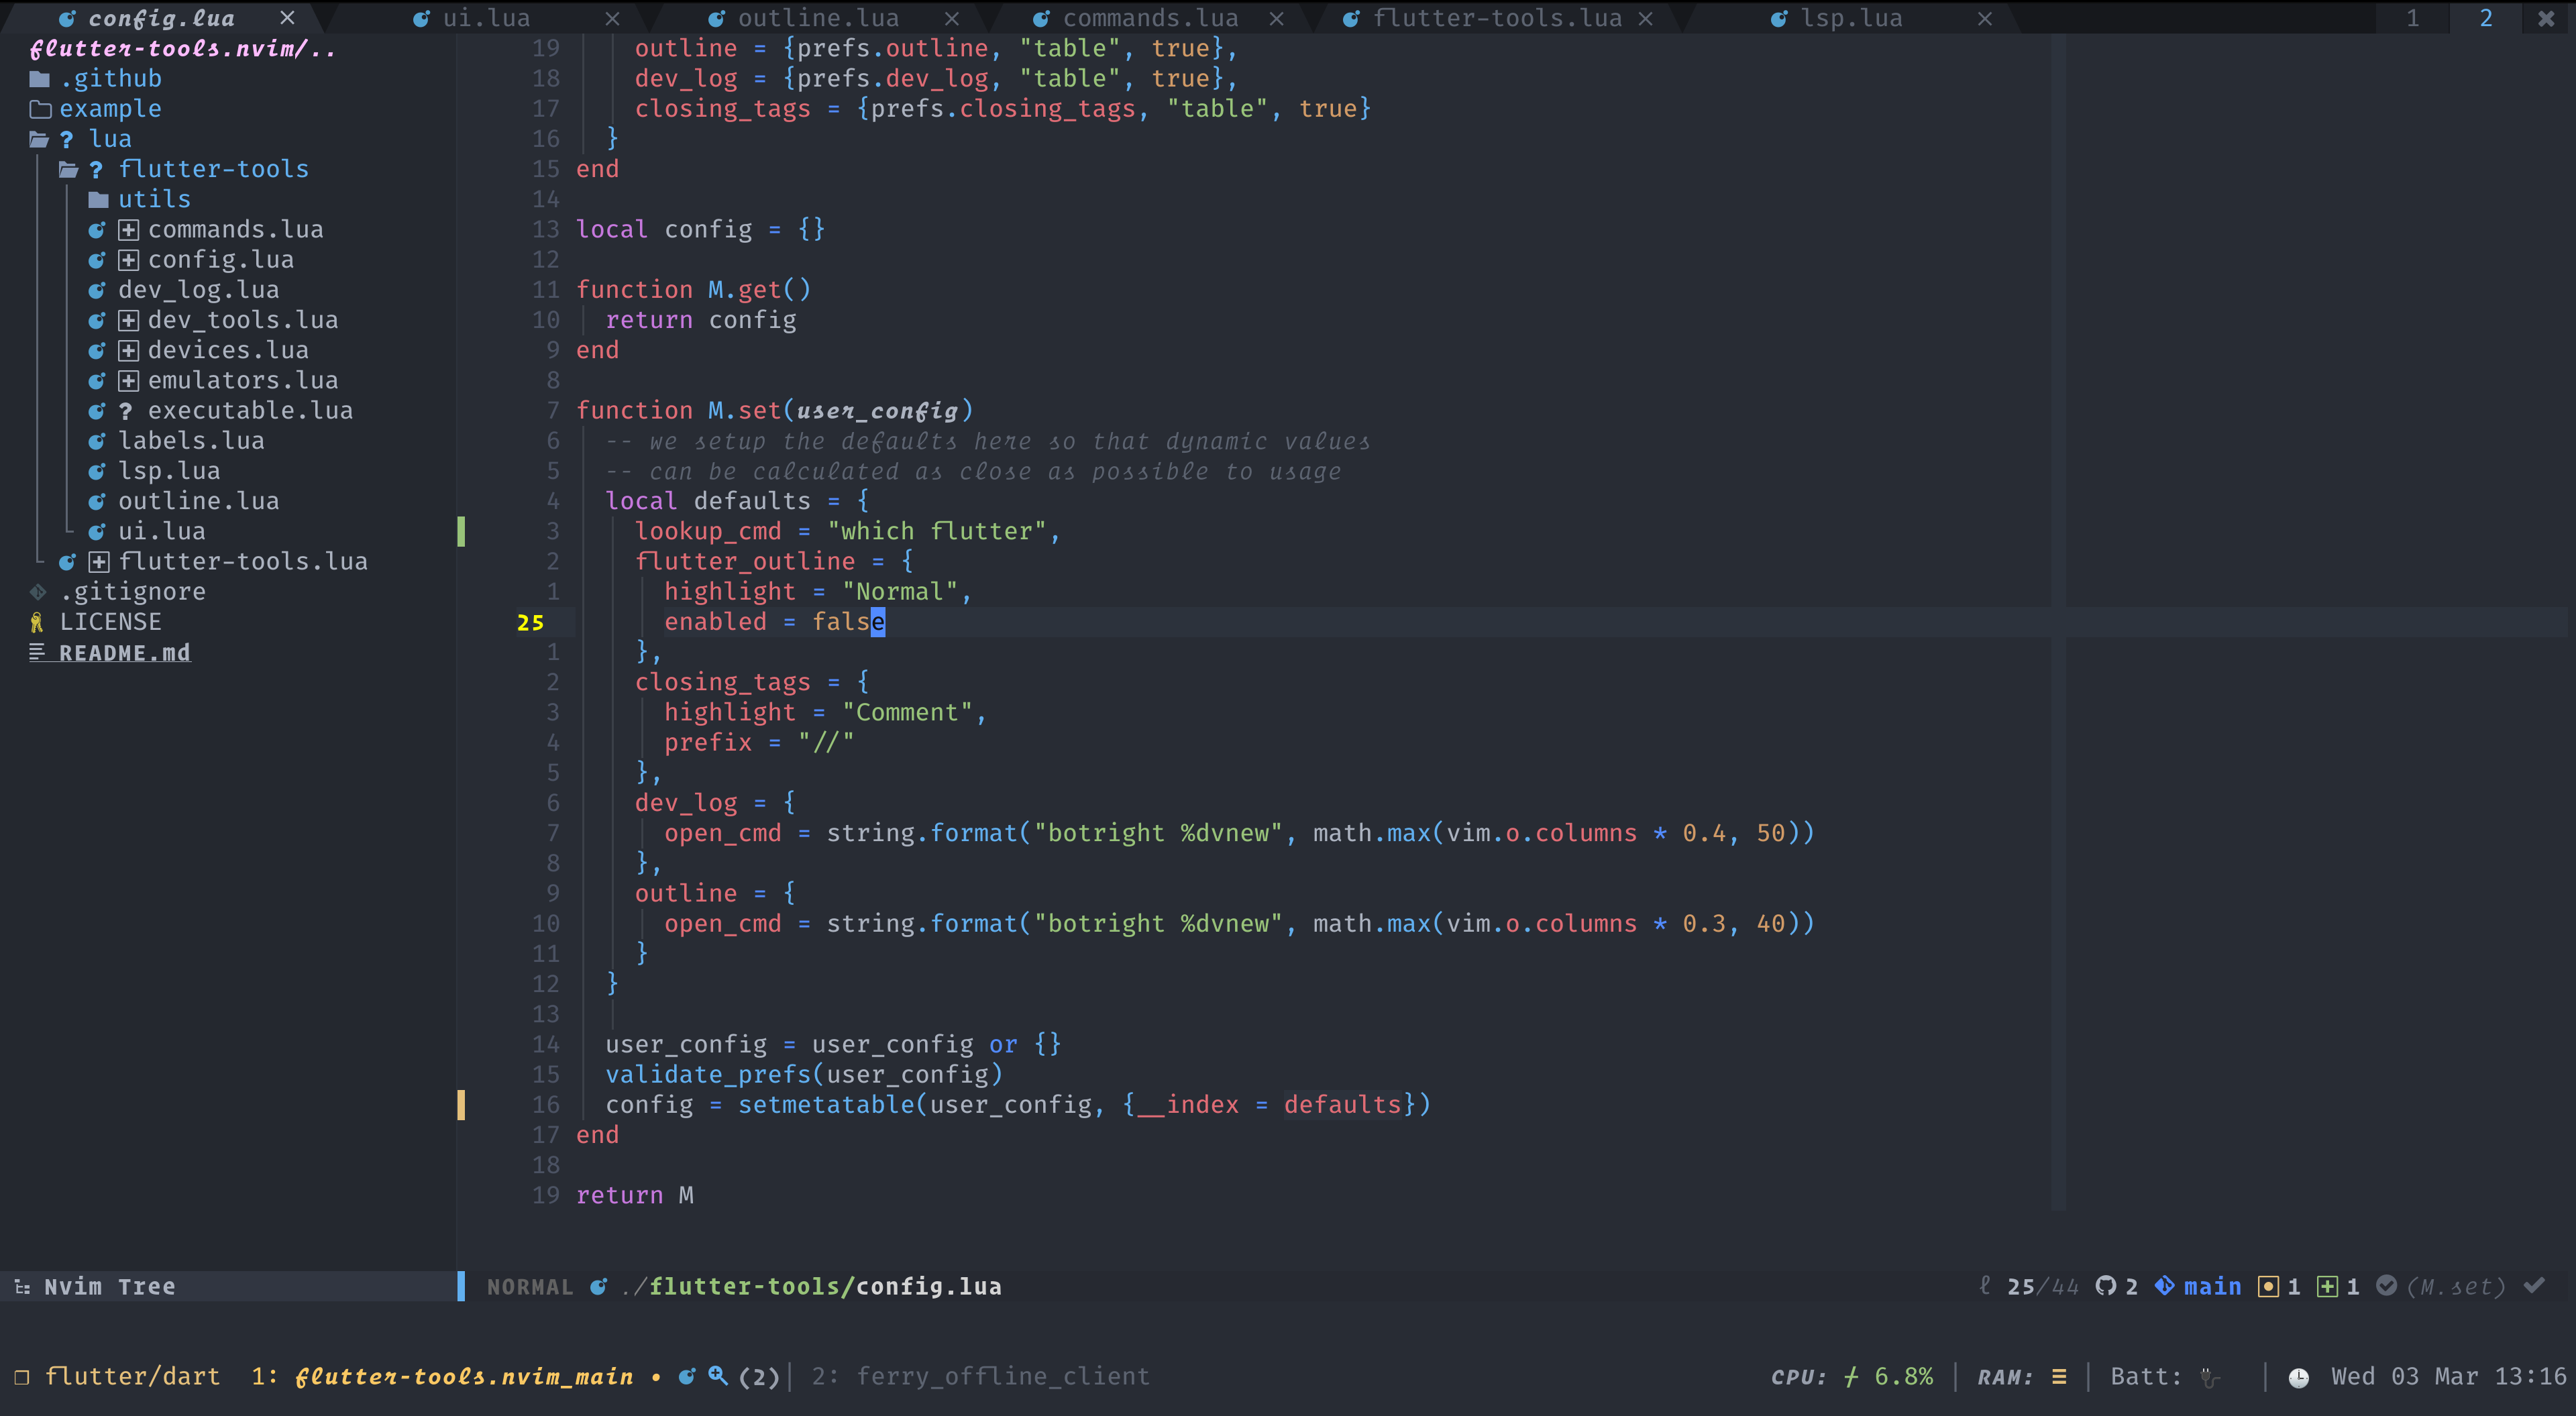 config.lua × ui.lua × outline.lua × commands.lua × flutter-tools.lua × lsp.lua × 1 2 ×
flutter-tools.nvim/..
.github
example
? lua
? flutter-tools
utils
commands.lua
config.lua
dev_log.lua
dev_tools.lua
devices.lua
emulators.lua
? executable.lua
labels.lua
lsp.lua
outline.lua
ui.lua
flutter-tools.lua
.gitignore
LICENSE
README.md
19 outline = {prefs.outline, "table", true},
18 dev_log = {prefs.dev_log, "table", true},
17 closing_tags = {prefs.closing_tags, "table", true}
16 }
15 end
14
13 local config = {}
12
11 function M.get()
10 return config
9 end
8
7 function M.set(user_config)
6 -- we setup the defaults here so that dynamic values
5 -- can be calculated as close as possible to usage
4 local defaults = {
3 lookup_cmd = "which flutter",
2 flutter_outline = {
1 highlight = "Normal",
25 enabled = false
1 },
2 closing_tags = {
3 highlight = "Comment",
4 prefix = "//"
5 },
6 dev_log = {
7 open_cmd = string.format("botright %dvnew", math.max(vim.o.columns * 0.4, 50))
8 },
9 outline = {
10 open_cmd = string.format("botright %dvnew", math.max(vim.o.columns * 0.3, 40))
11 }
12 }
13
14 user_config = user_config or {}
15 validate_prefs(user_config)
16 config = setmetatable(user_config, {__index = defaults})
17 end
18
19 return M
Nvim Tree
NORMAL ./flutter-tools/config.lua ℓ 25/44 2 main 1 1 (M.set)
flutter/dart 1: flutter-tools.nvim_main • (2)│ 2: ferry_offline_client
CPU: 6.8% │ RAM: │ Batt: │ Wed 03 Mar 13:16